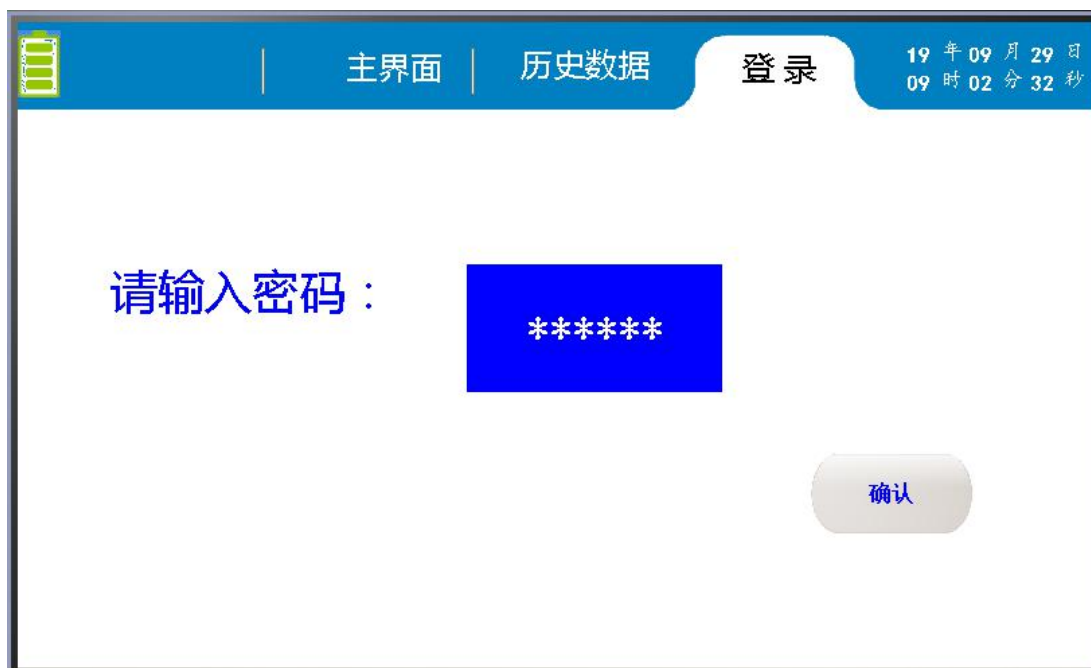 主界面
历史数据
登录
19 年 09 月 29 日
09 时 02 分 32 秒
请输入密码：
******
确认